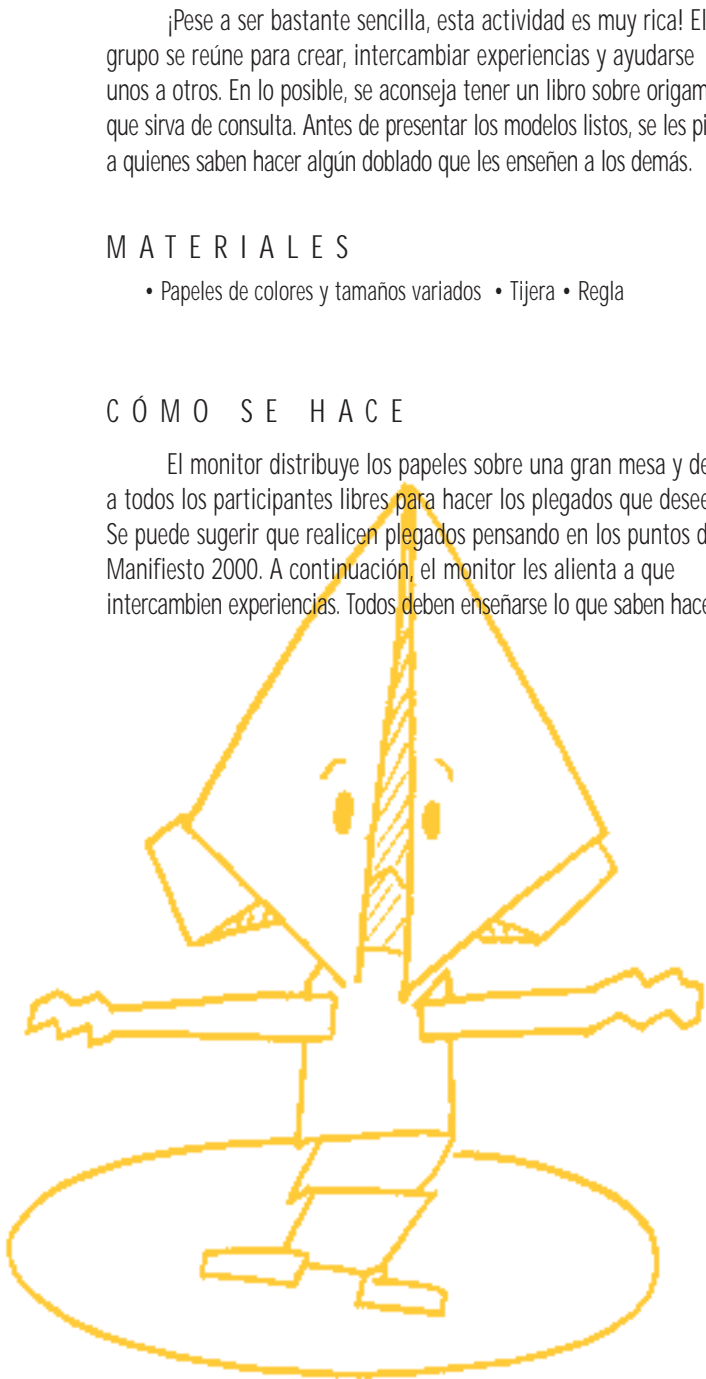 ¡Pese a ser bastante sencilla, esta actividad es muy rica! El
grupo se reúne para crear, intercambiar experiencias y ayudarse
unos a otros. En lo posible, se aconseja tener un libro sobre origam
que sirva de consulta. Antes de presentar los modelos listos, se les pi
a quienes saben hacer algún doblado que les enseñen a los demás.
MATERIALES
• Papeles de colores y tamaños variados • Tijera • Regla
CÓMO SE HACE
El monitor distribuye los papeles sobre una gran mesa y de
a todos los participantes libres para hacer los plegados que desee
Se puede sugerir que realicen plegados pensando en los puntos d
Manifiesto 2000. A continuación, el monitor les alienta a que
intercambien experiencias. Todos deben enseñarse lo que saben hace